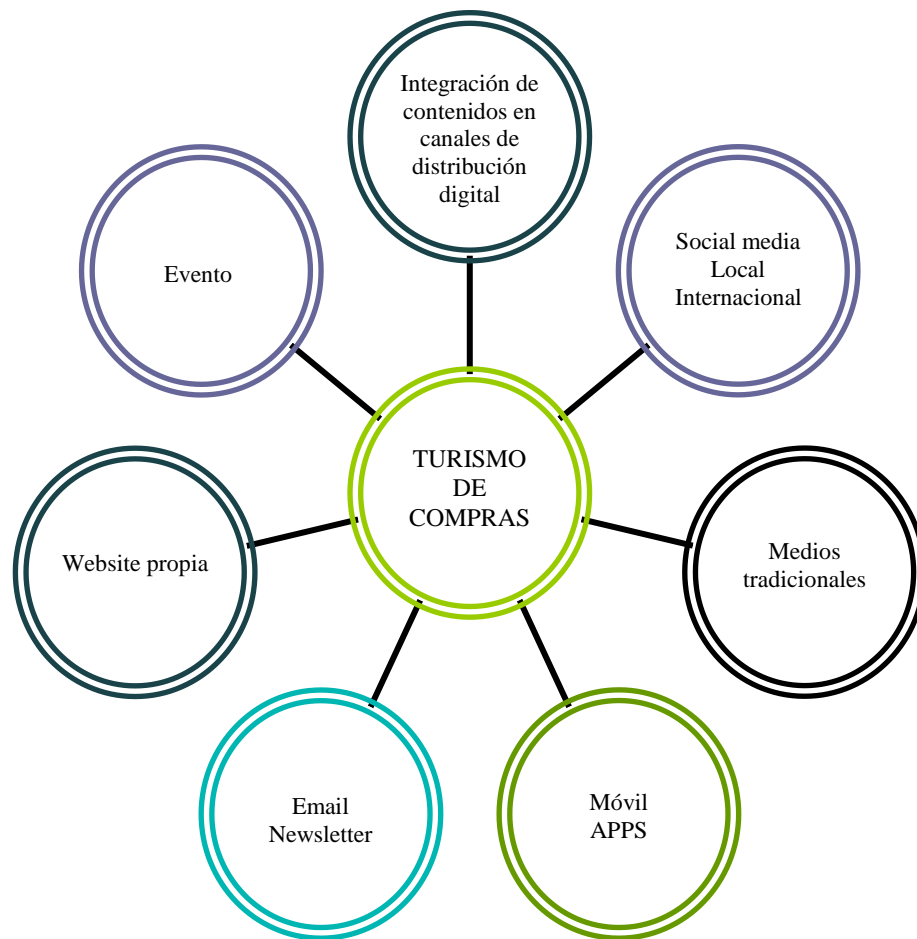 Integración de
contenidos en
canales de
distribución
digital
Social media
Local
Internacional
Evento
TURISMO
DE
COMPRAS
Website propia
Medios
tradicionales
Email
Newsletter
Móvil
APPS